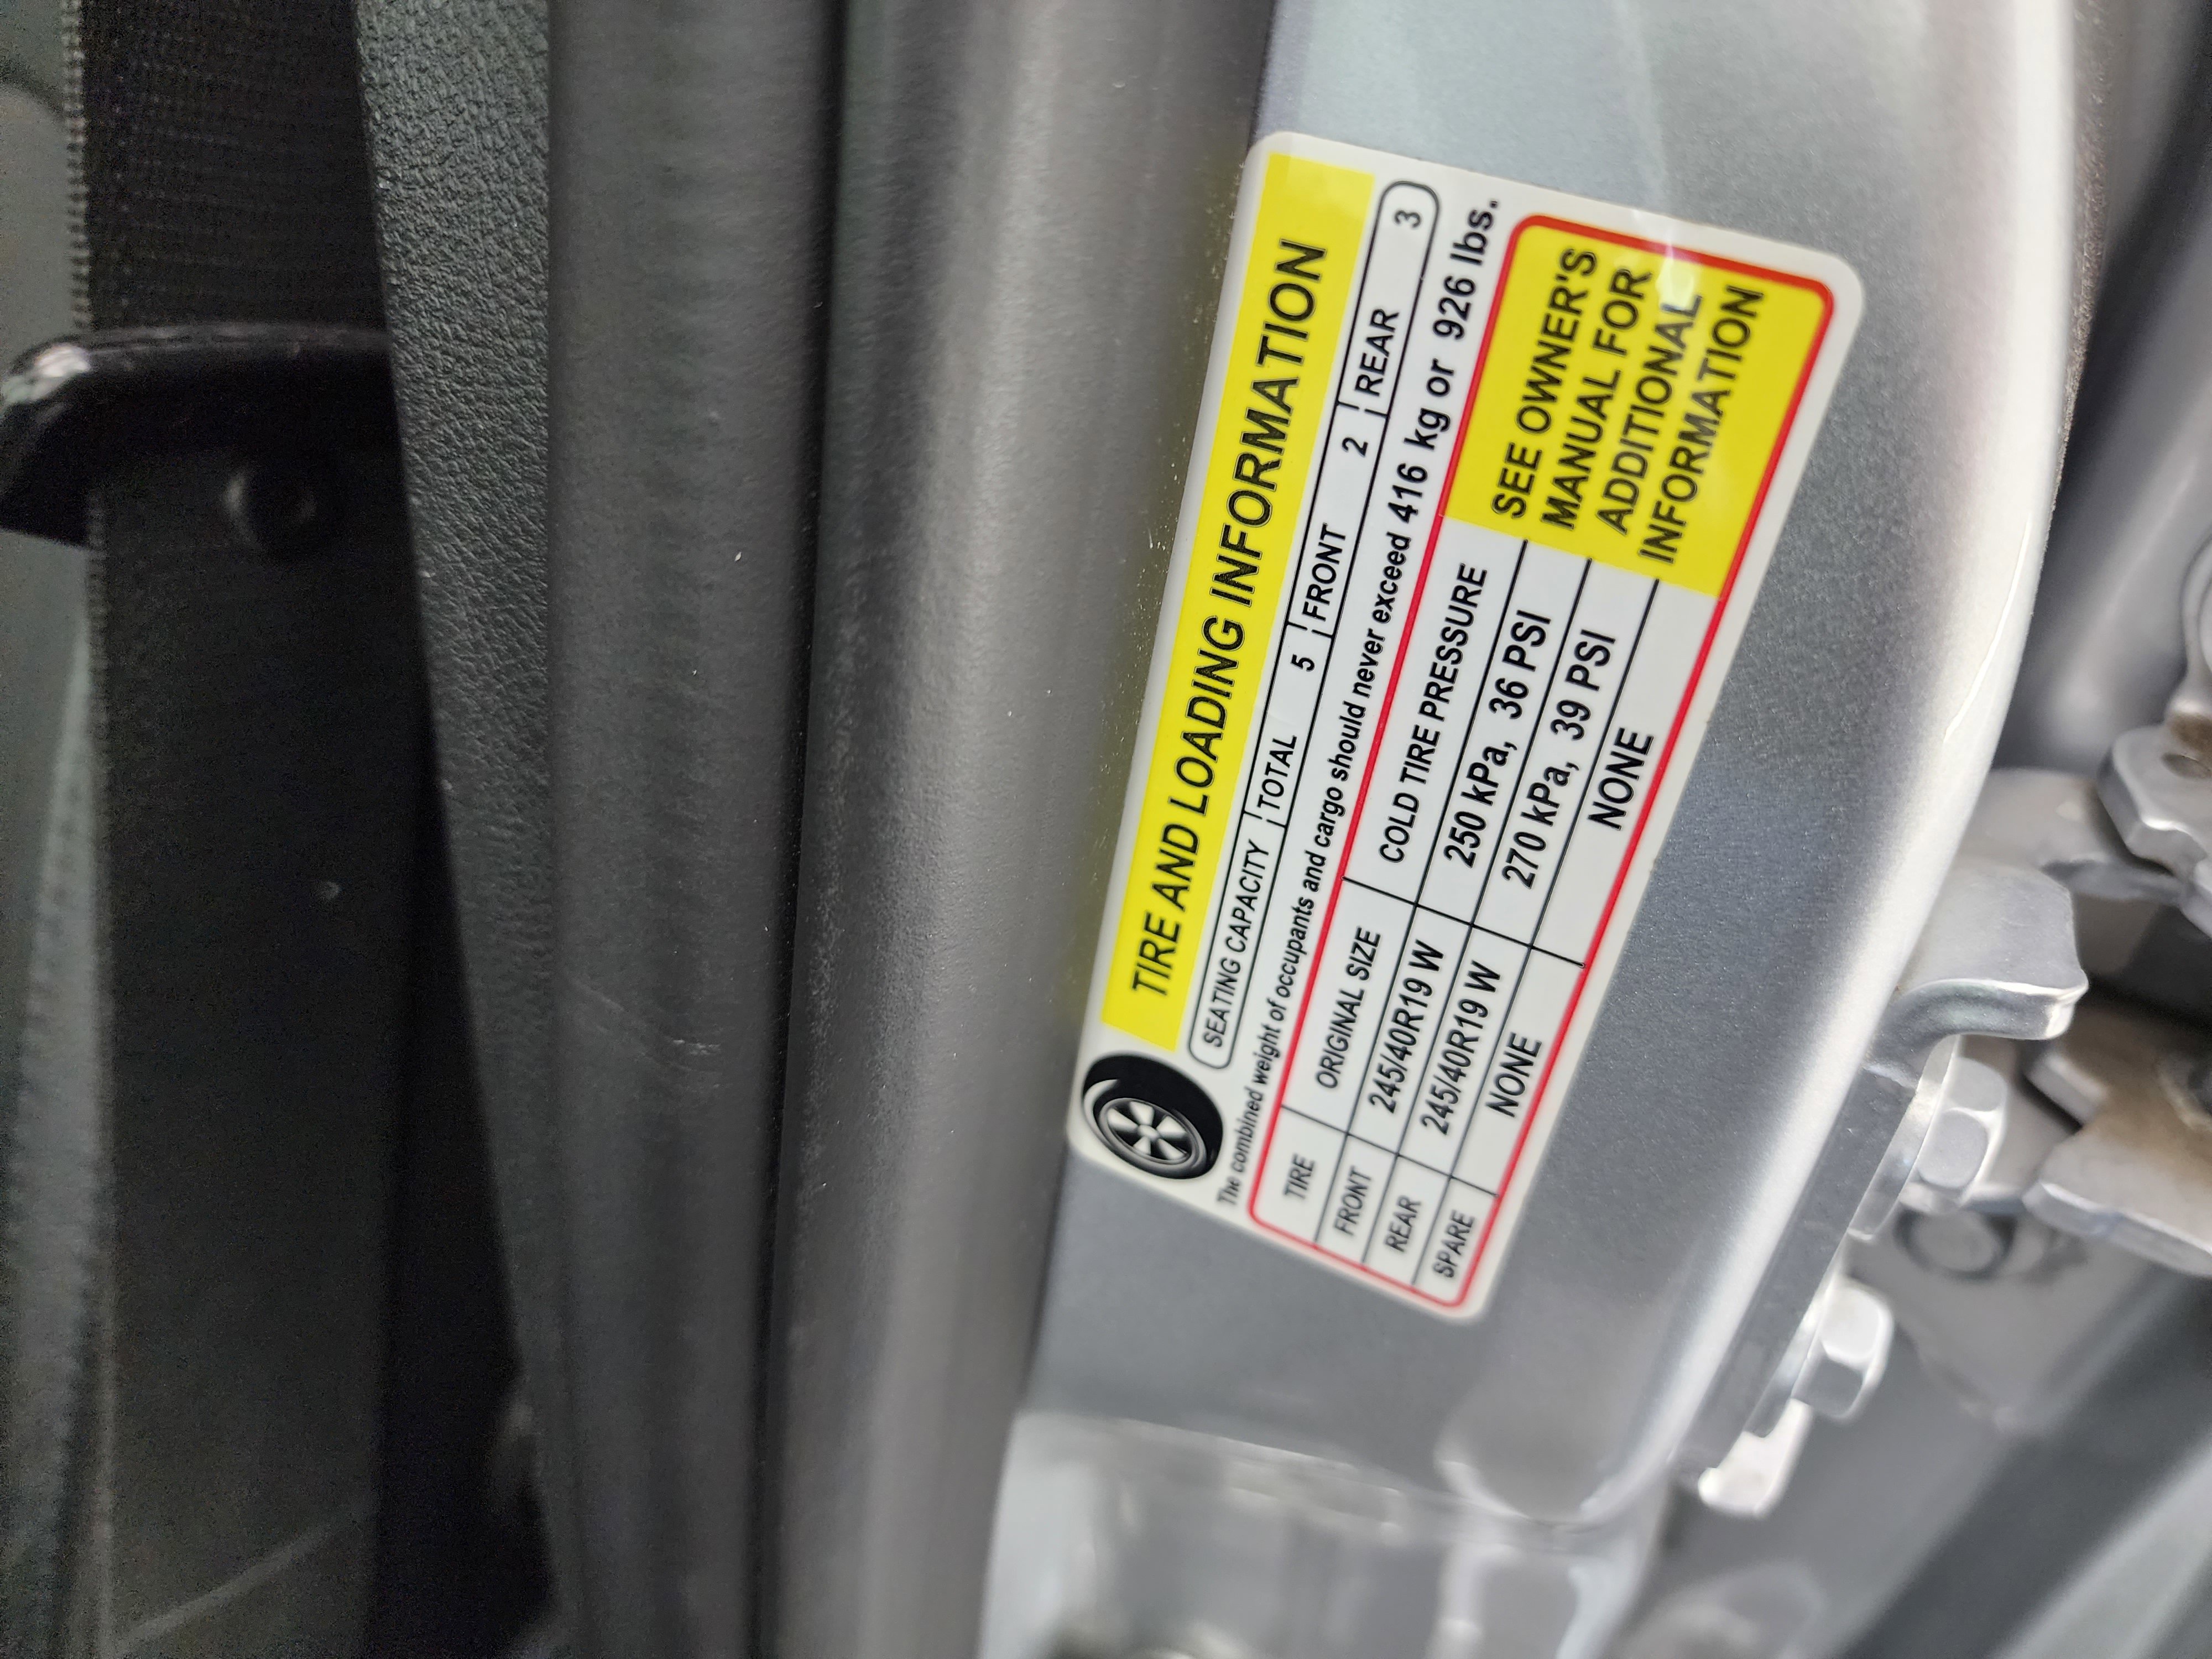 TIRE AND LOADING INFORMATION
SEATING CAPACITY TOTAL 5 FRONT 2 REAR 3
The combined weight of occupants and cargo should never exceed 416 kg or 926 lbs.
TIRE ORIGINAL SIZE COLD TIRE PRESSURE
FRONT 245/40R19 W 250 kPa, 36 PSI
REAR 245/40R19 W 270 kPa, 39 PSI
SPARE NONE NONE
SEE OWNER'S
MANUAL FOR
ADDITIONAL
INFORMATION